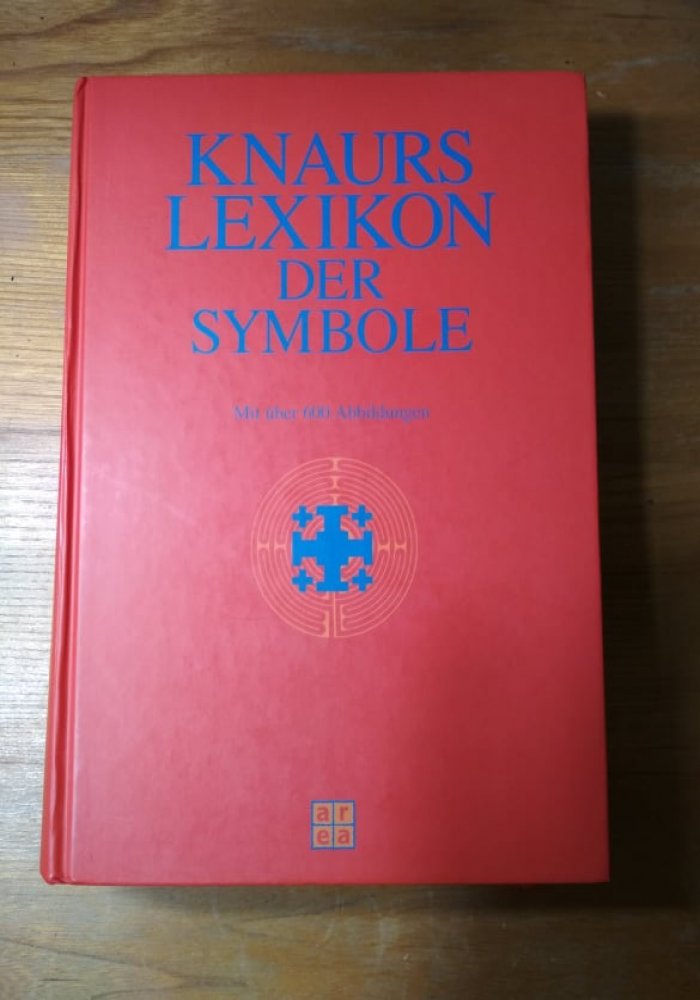 KNAURS
LEXIKON
DER
SYMBOLE
Mit über 600 Abbildungen
ar
ea